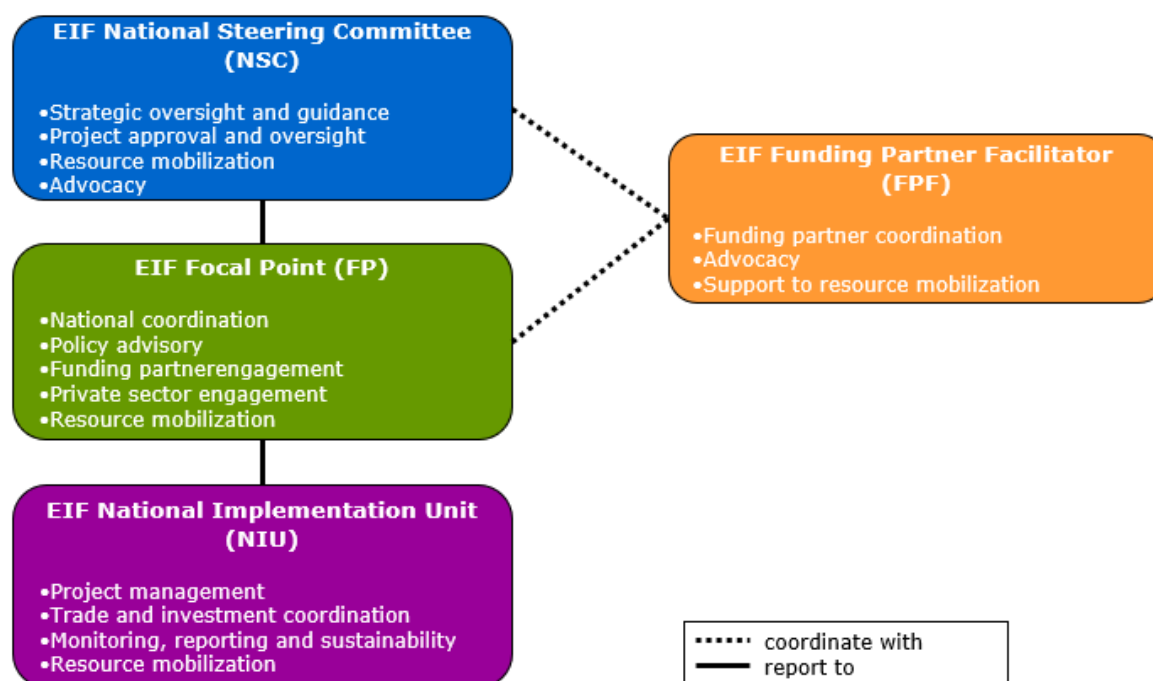 EIF National Steering Committee
(NSC)
•Strategic oversight and guidance
•Project approval and oversight
•Resource mobilization
•Advocacy
EIF Funding Partner Facilitator
(FPF)
•Funding partner coordination
•Advocacy
•Support to resource mobilization
EIF Focal Point (FP)
•National coordination
•Policy advisory
•Funding partnerengagement
•Private sector engagement
•Resource mobilization
EIF National Implementation Unit
(NIU)
•Project management
•Trade and investment coordination
•Monitoring, reporting and sustainability
•Resource mobilization
coordinate with
report to